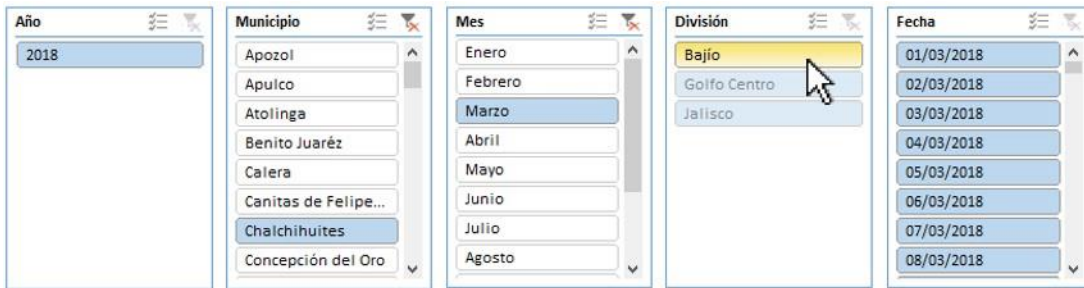 Año
2018
Municipio
Apozol
Apulco
Atolinga
Benito Juaréz
Calera
Canitas de Felipe...
Chalchihuites
Concepción del Oro
Mes
Enero
Febrero
Marzo
Abril
Mayo
Junio
Julio
Agosto
División
Bajío
Golfo Centro
Jalisco
Fecha
01/03/2018
02/03/2018
03/03/2018
04/03/2018
05/03/2018
06/03/2018
07/03/2018
08/03/2018